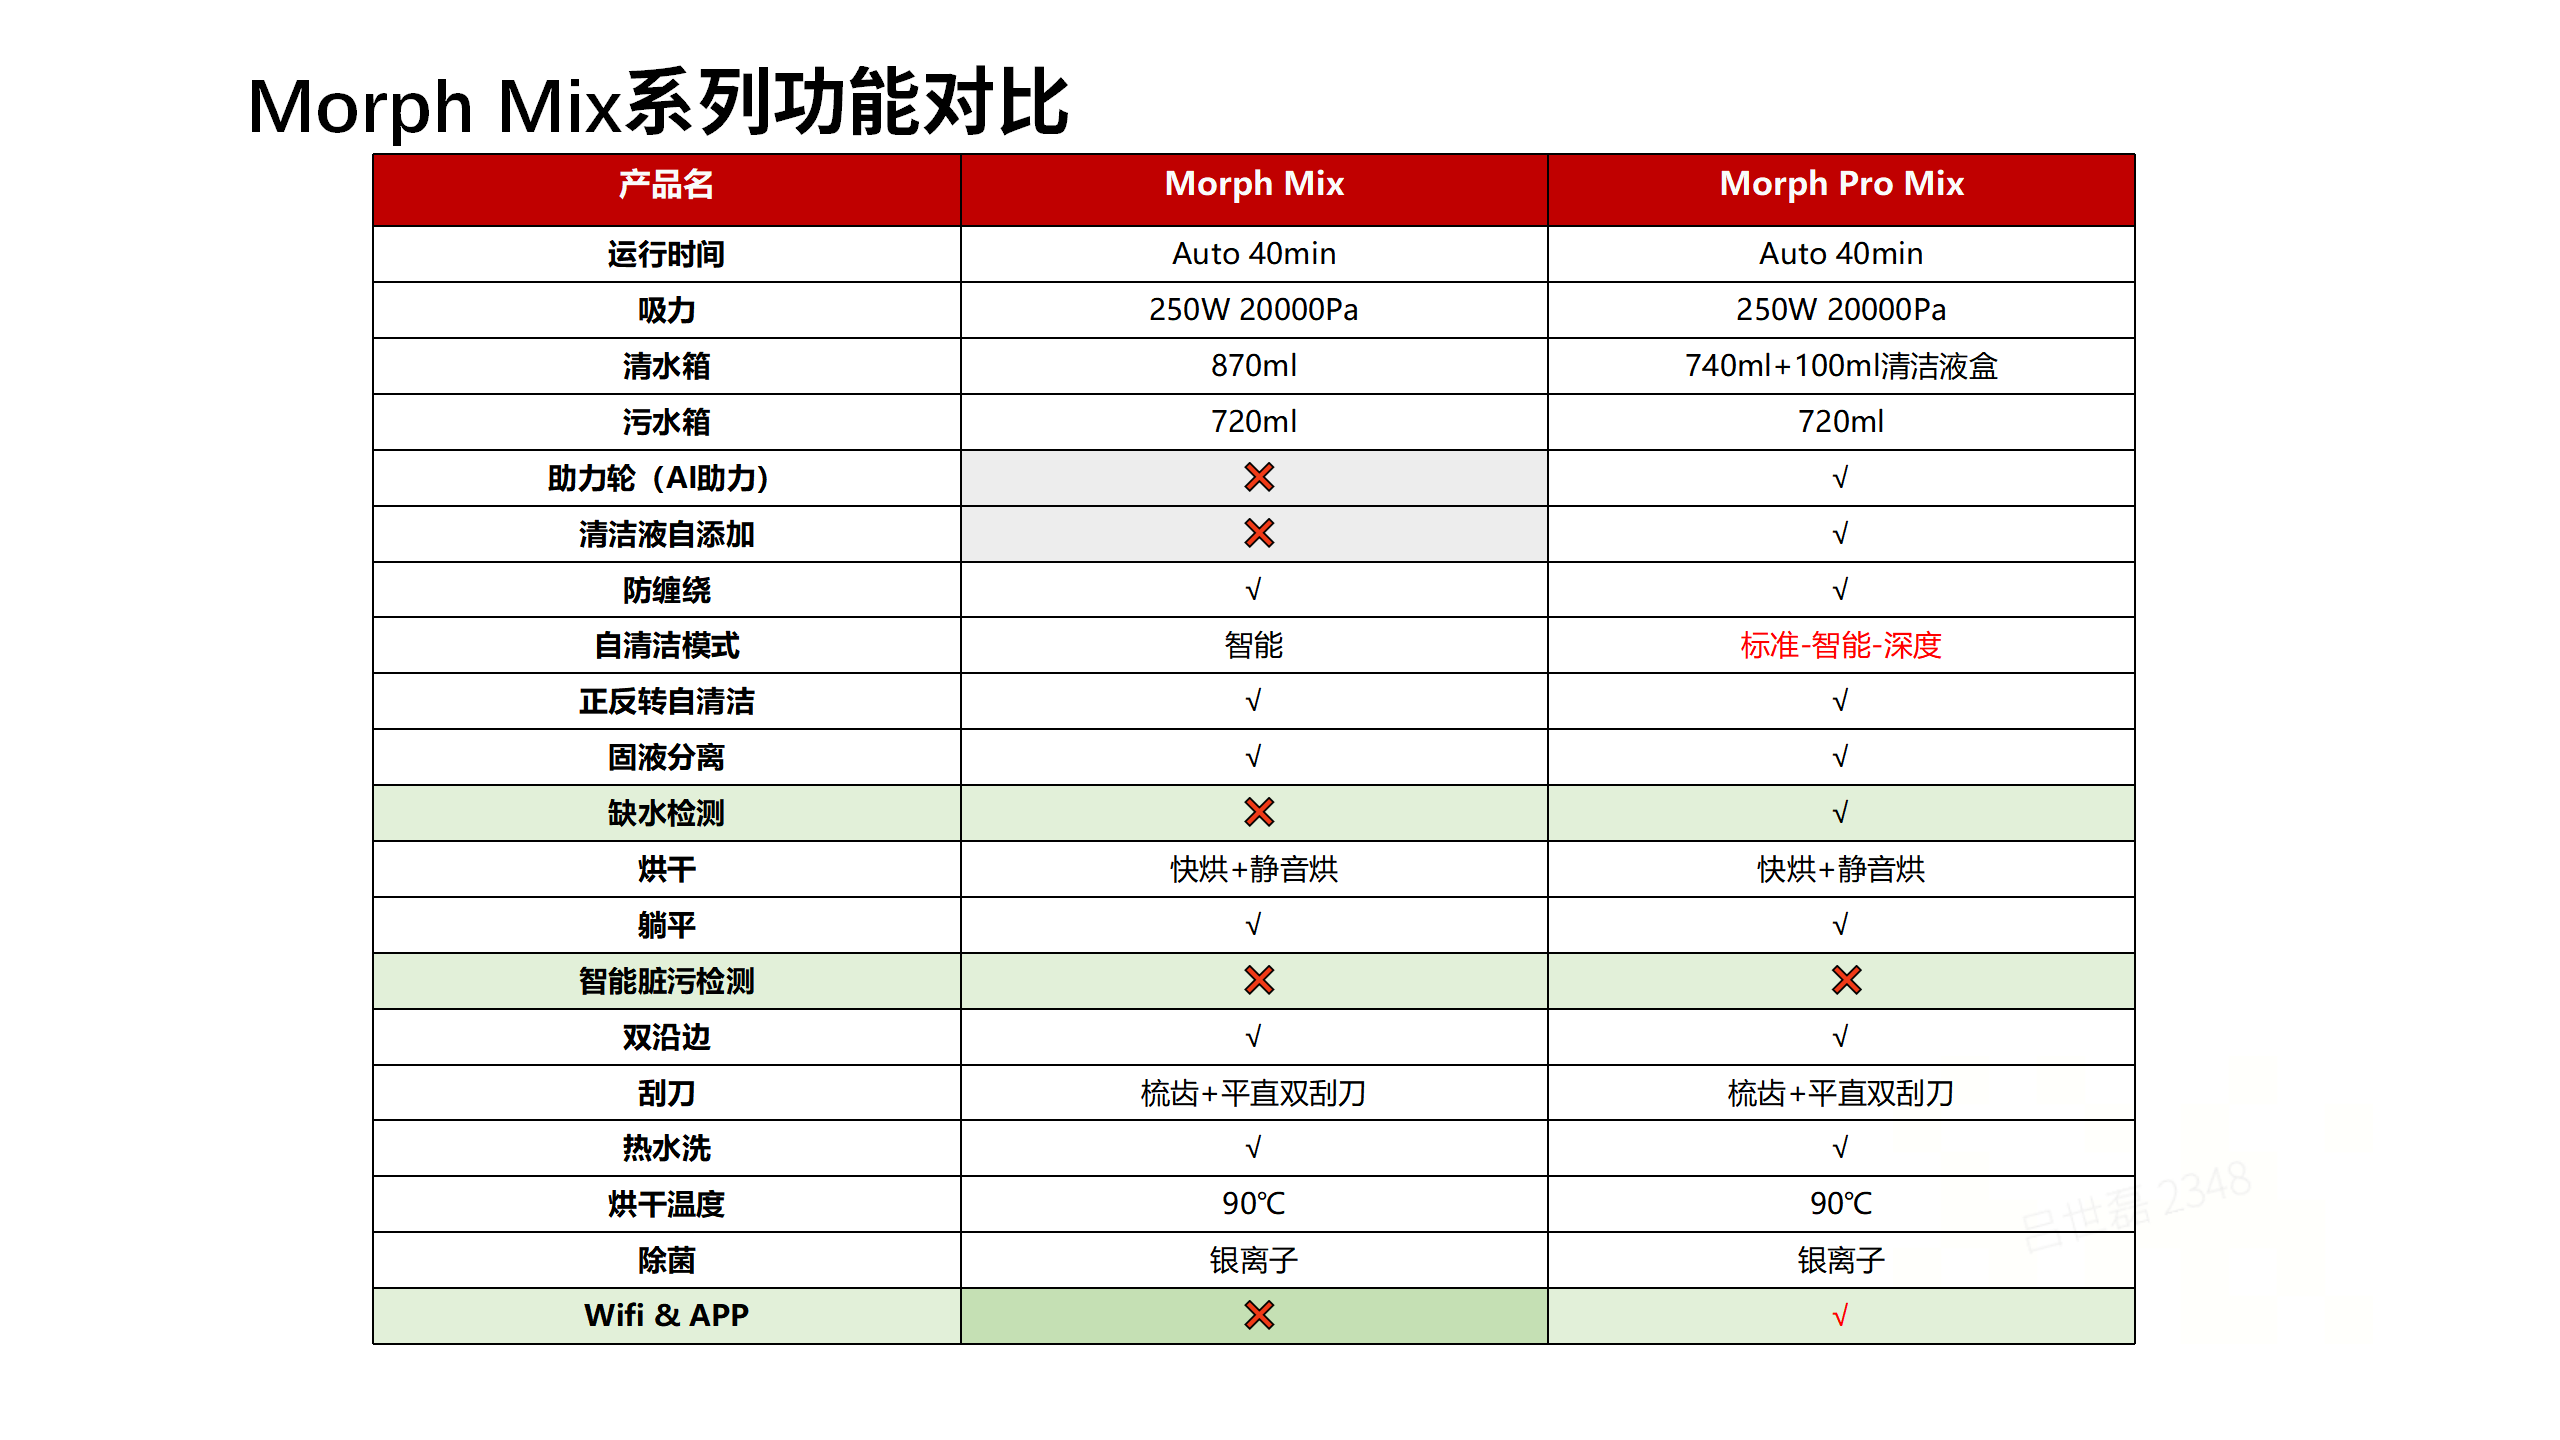 Morph Mix系列功能对比
产品名 Morph Mix Morph Pro Mix
运行时间 Auto 40min Auto 40min
吸力 250W 20000Pa 250W 20000Pa
清水箱 870ml 740ml+100ml清洁液盒
污水箱 720ml 720ml
助力轮（AI助力） ❌ √
清洁液自添加 ❌ √
防缠绕 √ √
自清洁模式 智能 标准-智能-深度
正反转自清洁 √ √
固液分离 √ √
缺水检测 ❌ √
烘干 快烘+静音烘 快烘+静音烘
躺平 √ √
智能脏污检测 ❌ ❌
双沿边 √ √
刮刀 梳齿+平直双刮刀 梳齿+平直双刮刀
热水洗 √ √
烘干温度 90℃ 90℃
除菌 银离子 银离子
Wifi & APP ❌ √
吕世磊 2348